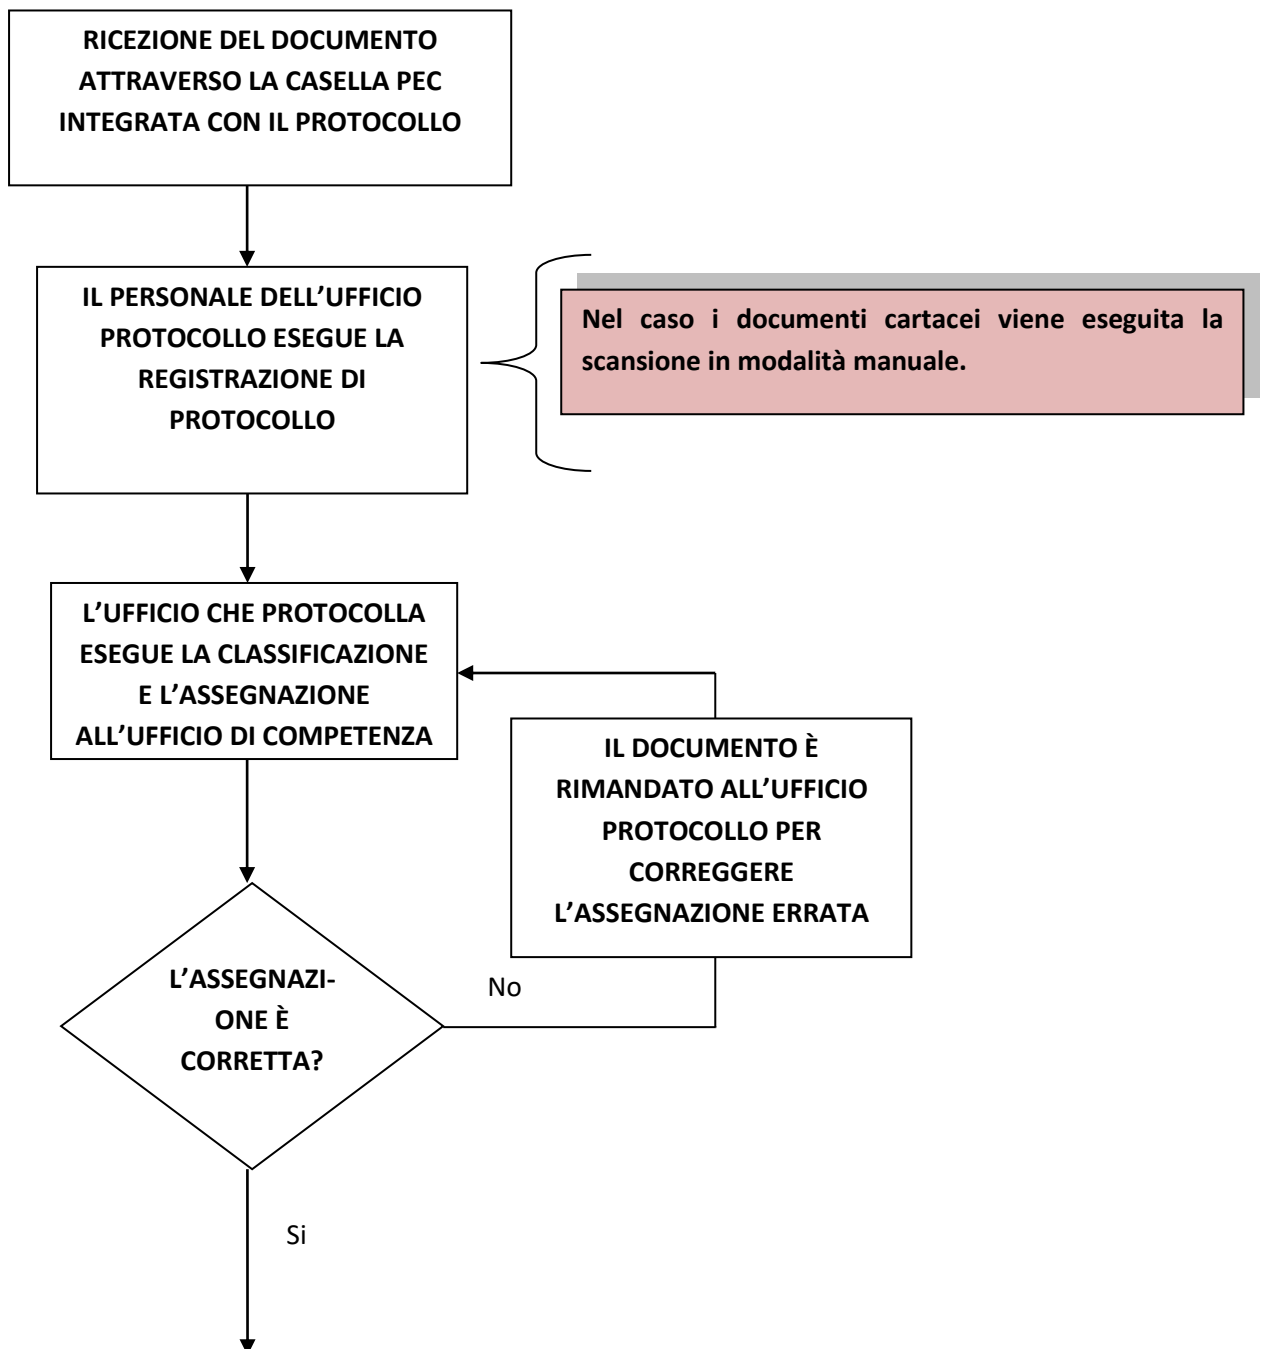 RICEZIONE DEL DOCUMENTO
ATTRAVERSO LA CASELLA PEC
INTEGRATA CON IL PROTOCOLLO
IL PERSONALE DELL’UFFICIO
PROTOCOLLO ESEGUE LA
REGISTRAZIONE DI
PROTOCOLLO
Nel caso i documenti cartacei viene eseguita la
scansione in modalità manuale.
L’UFFICIO CHE PROTOCOLLA
ESEGUE LA CLASSIFICAZIONE
E L’ASSEGNAZIONE
ALL’UFFICIO DI COMPETENZA
IL DOCUMENTO È
RIMANDATO ALL’UFFICIO
PROTOCOLLO PER
CORREGGERE
L’ASSEGNAZIONE ERRATA
L’ASSEGNAZI-
ONE È
CORRETTA?
No
Si